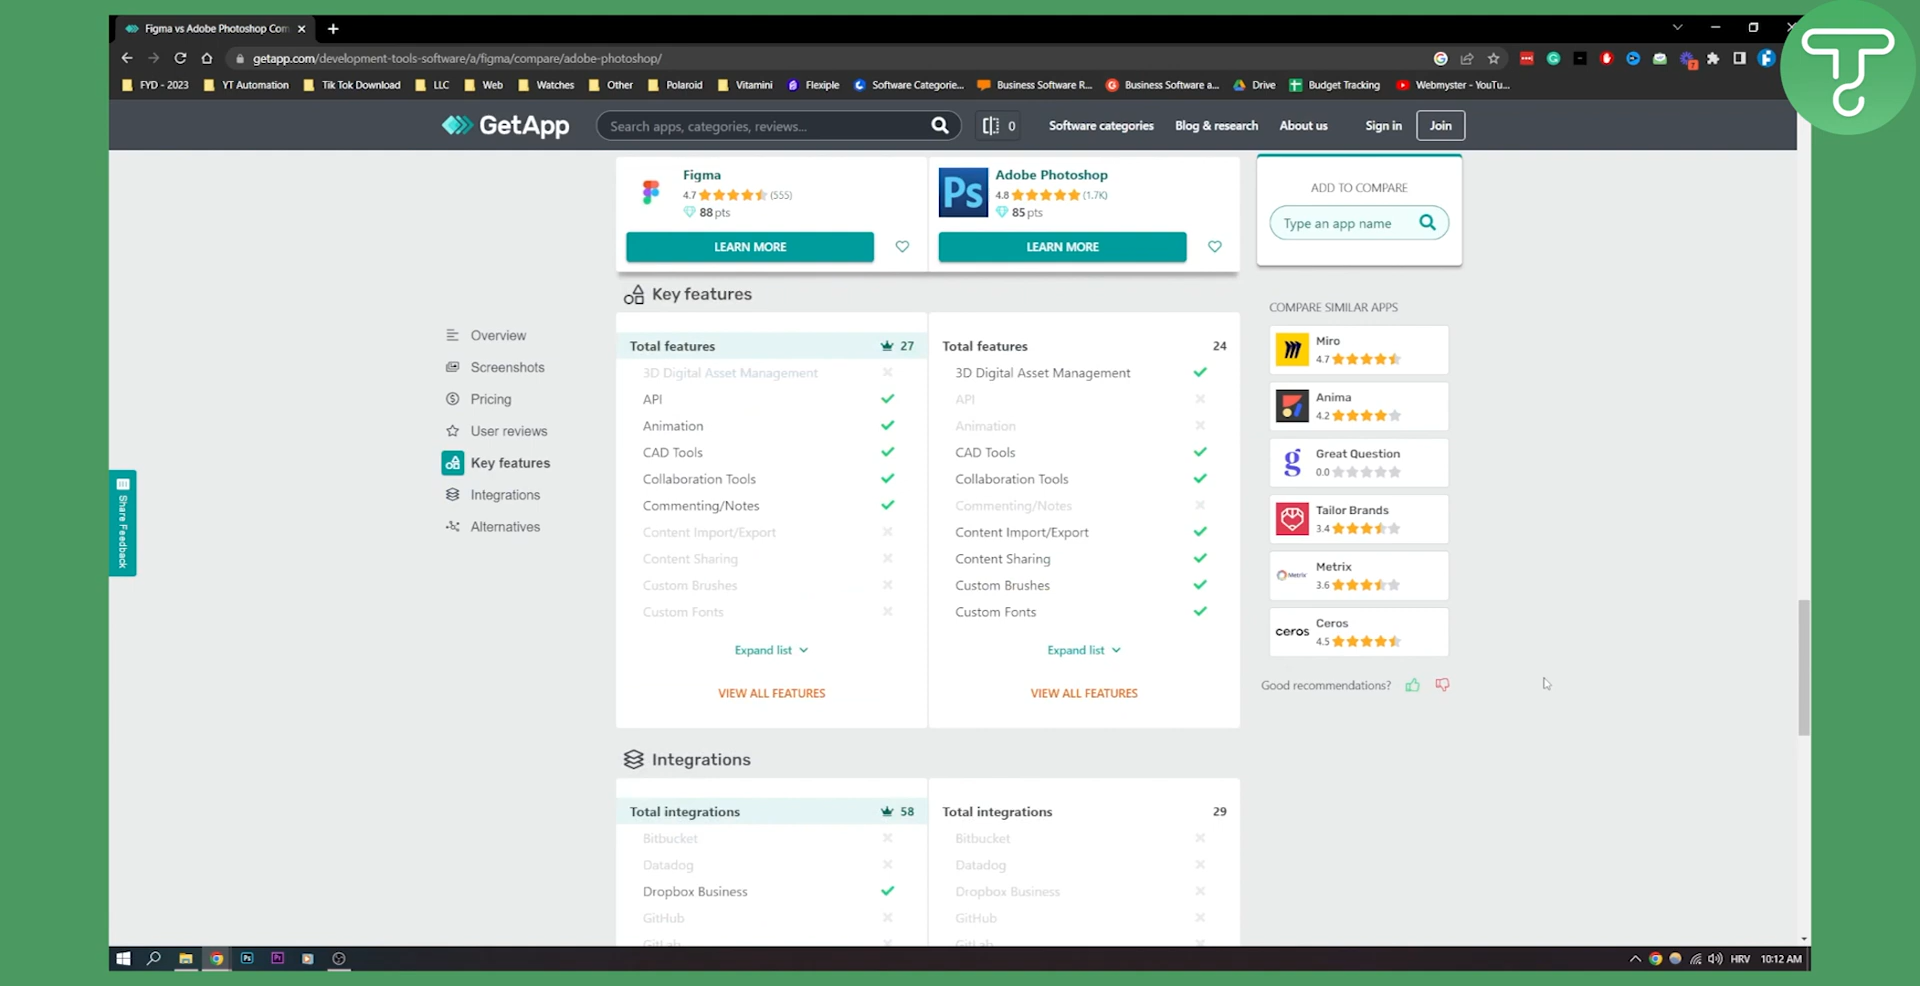 Figma vs Adobe Photoshop Com
getapp.com/development-tools-software/a/figma/compare/adobe-photoshop/
FYD - 2023 YT Automation Tik Tok Download LLC Web Watches Other Polaroid Vitamini Flexiple Software Categorie... Business Software R... Business Software a... Drive Budget Tracking Webmyster - YouTu...
GetApp Search apps, categories, reviews... 0 Software categories Blog & research About us Sign in Join
Figma
4.7 (555)
88 pts
LEARN MORE
Ps
Adobe Photoshop
4.8 (1.7K)
85 pts
LEARN MORE
ADD TO COMPARE
Type an app name
Overview
Screenshots
Pricing
User reviews
Key features
Integrations
Alternatives
Share Feedback
Key features
Total features 27
3D Digital Asset Management
API
Animation
CAD Tools
Collaboration Tools
Commenting/Notes
Content Import/Export
Content Sharing
Custom Brushes
Custom Fonts
Expand list
VIEW ALL FEATURES
Total features 24
3D Digital Asset Management
API
Animation
CAD Tools
Collaboration Tools
Commenting/Notes
Content Import/Export
Content Sharing
Custom Brushes
Custom Fonts
Expand list
VIEW ALL FEATURES
COMPARE SIMILAR APPS
Miro
4.7
Anima
4.2
Great Question
0.0
Tailor Brands
3.4
Metrix
Metrix
3.6
ceros
Ceros
4.5
Good recommendations?
Integrations
Total integrations 58
Bitbucket
Datadog
Dropbox Business
GitHub
GitLab
Total integrations 29
Bitbucket
Datadog
Dropbox Business
GitHub
GitLab
Ps Pr HRV 10:12 AM